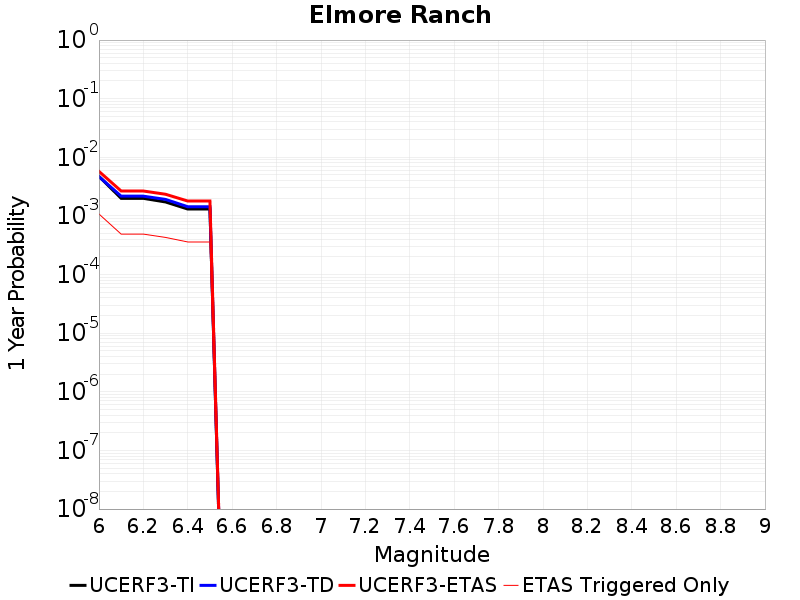 Elmore Ranch
1 Year Probability
10^0
10^-1
10^-2
10^-3
10^-4
10^-5
10^-6
10^-7
10^-8
6 6.2 6.4 6.6 6.8 7 7.2 7.4 7.6 7.8 8 8.2 8.4 8.6 8.8 9
Magnitude
UCERF3-TI UCERF3-TD UCERF3-ETAS ETAS Triggered Only